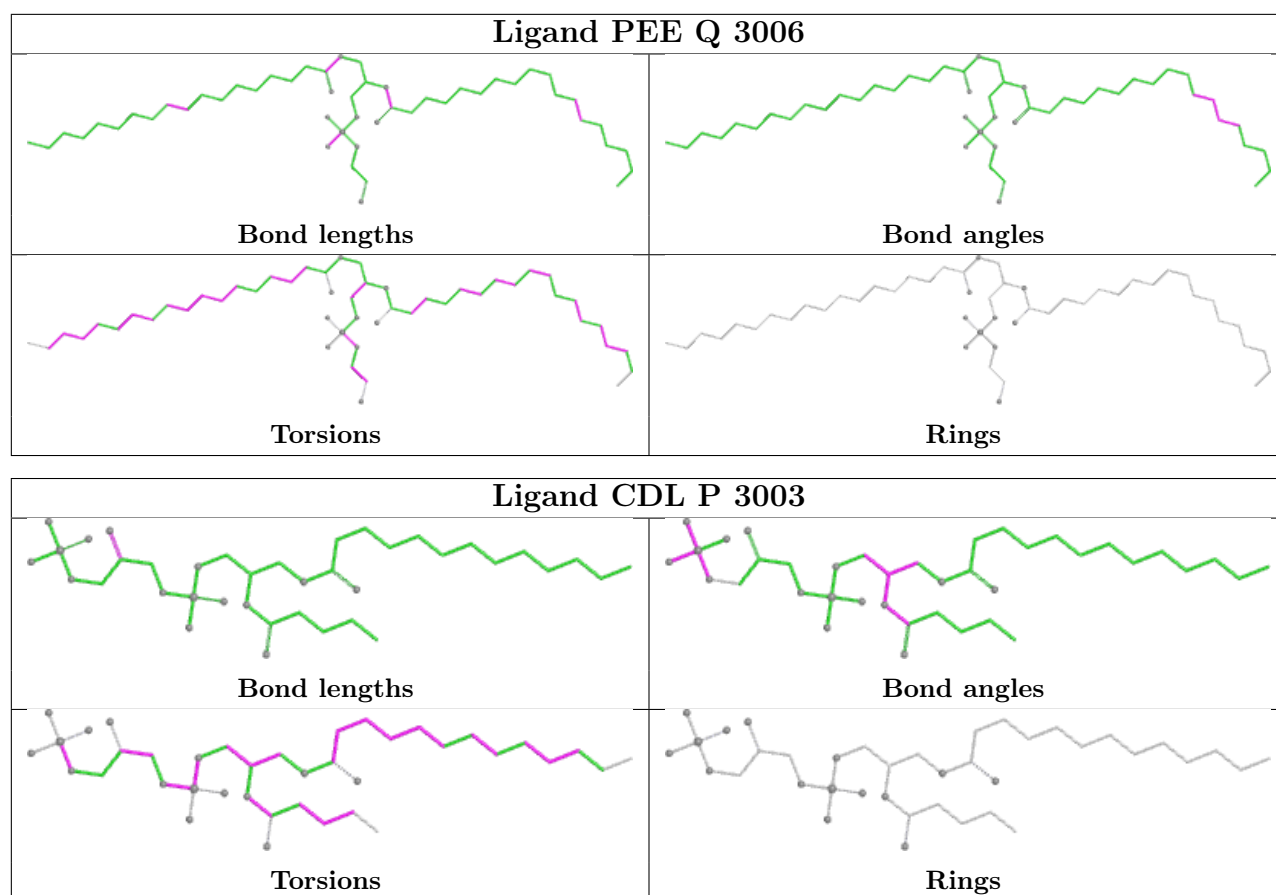 Ligand PEE Q 3006
Bond lengths
Bond angles
Torsions
Rings
Ligand CDL P 3003
Bond lengths
Bond angles
Torsions
Rings